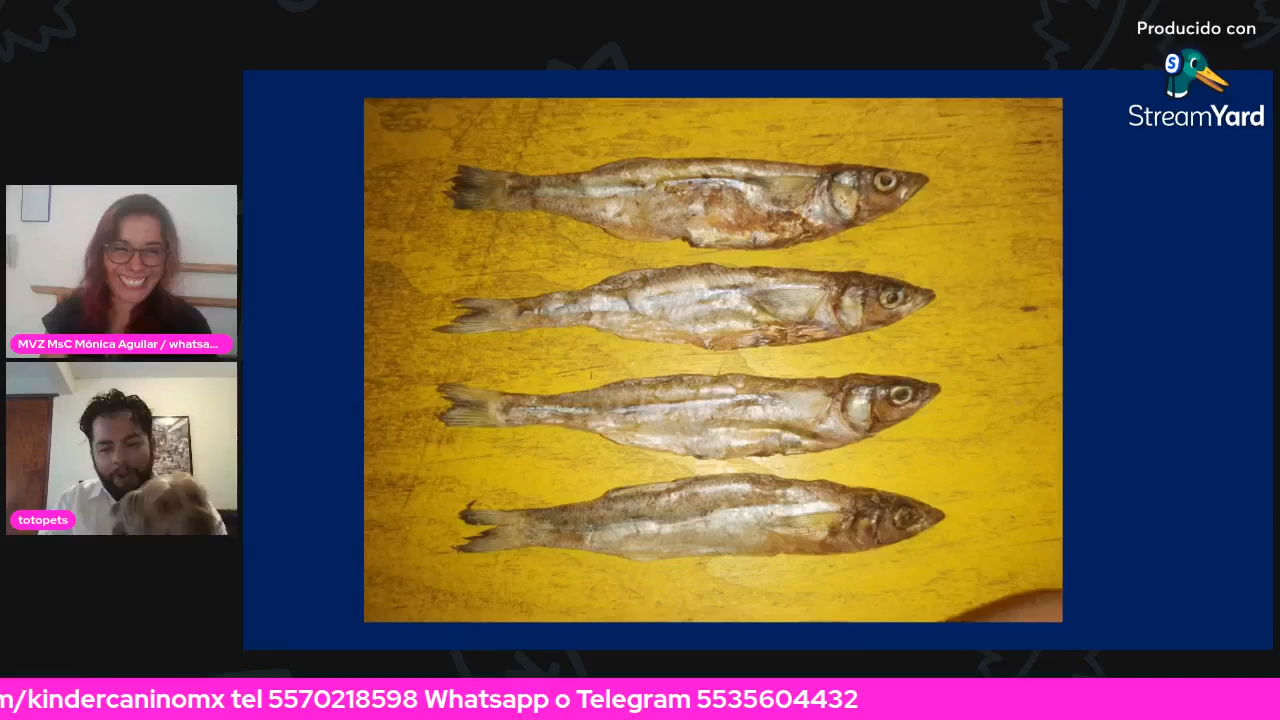 Producido con
StreamYard
MVZ MsC Mónica Aguilar / whatsa...
totopets
m/kindercaninomx tel 5570218598 Whatsapp o Telegram 5535604432